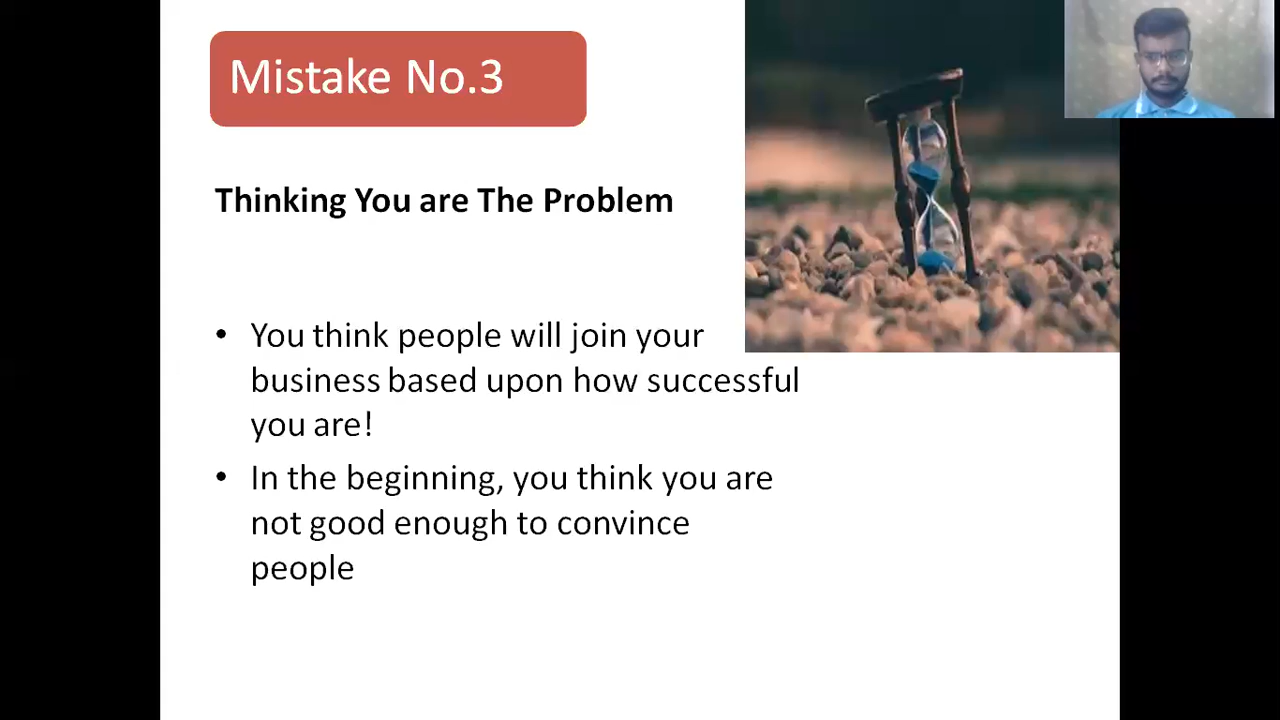 Mistake No.3
Thinking You are The Problem
• You think people will join your
business based upon how successful
you are!
• In the beginning, you think you are
not good enough to convince
people